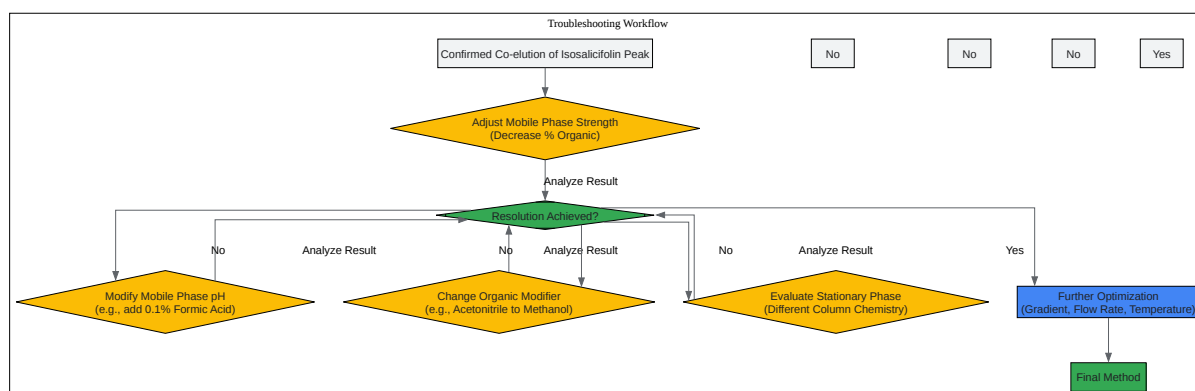 Troubleshooting Workflow
Confirmed Co-elution of Isosalicifolin Peak
No
No
No
Yes
Adjust Mobile Phase Strength
(Decrease % Organic)
Analyze Result
Resolution Achieved?
No
Analyze Result
No
Analyze Result
No
Analyze Result
Yes
Modify Mobile Phase pH
(e.g., add 0.1% Formic Acid)
Change Organic Modifier
(e.g., Acetonitrile to Methanol)
Evaluate Stationary Phase
(Different Column Chemistry)
Further Optimization
(Gradient, Flow Rate, Temperature)
Final Method